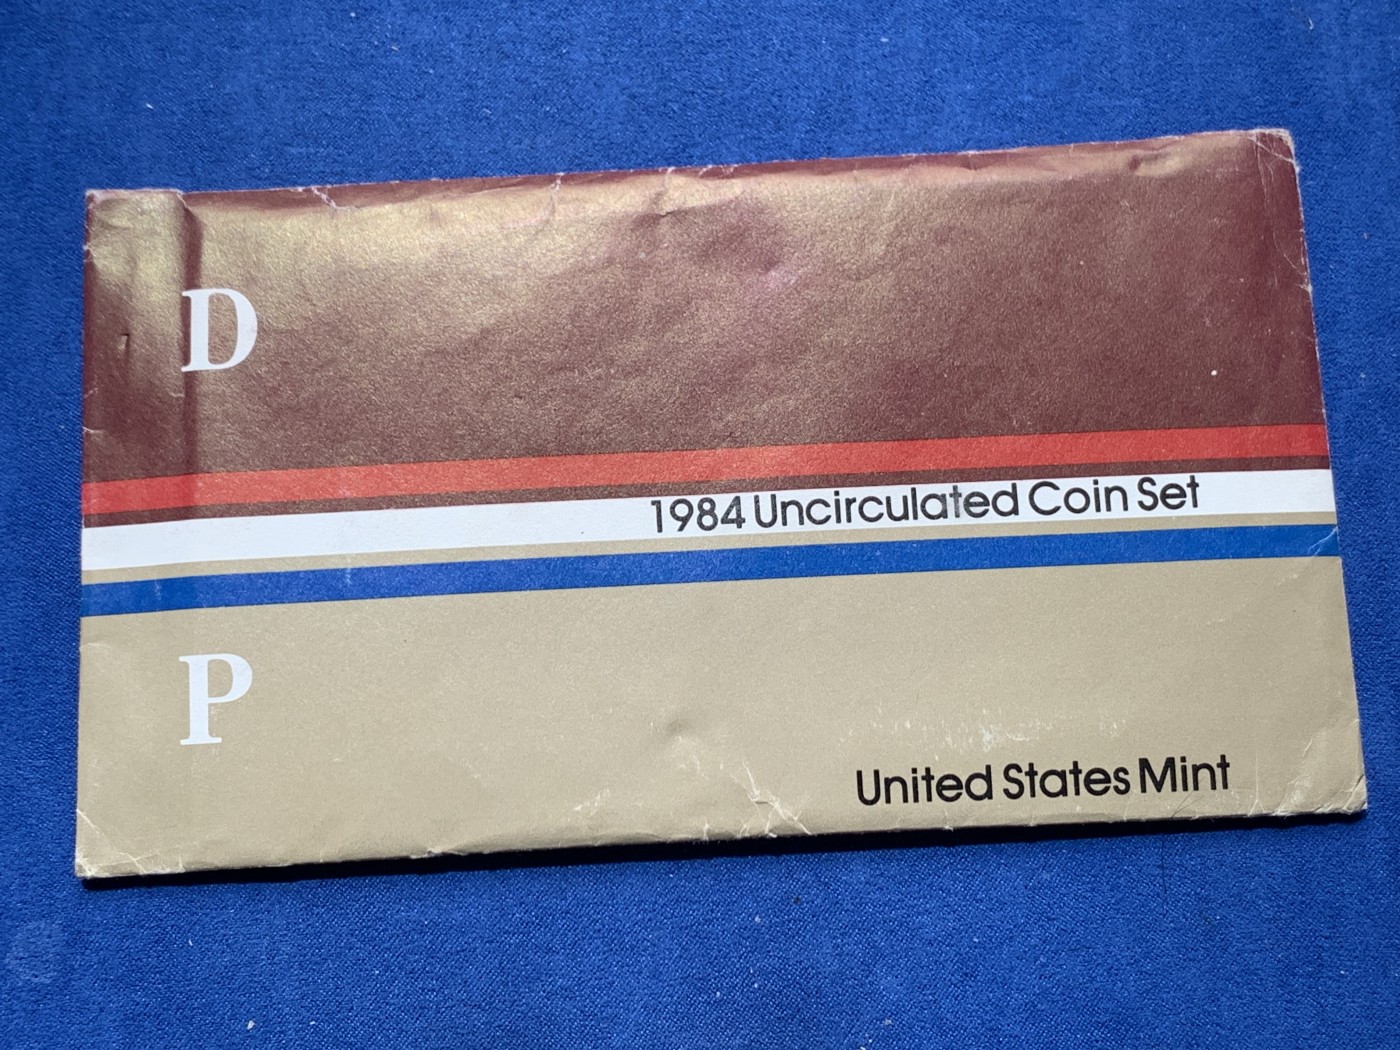 D
1984 Uncirculated Coin Set
P
United States Mint